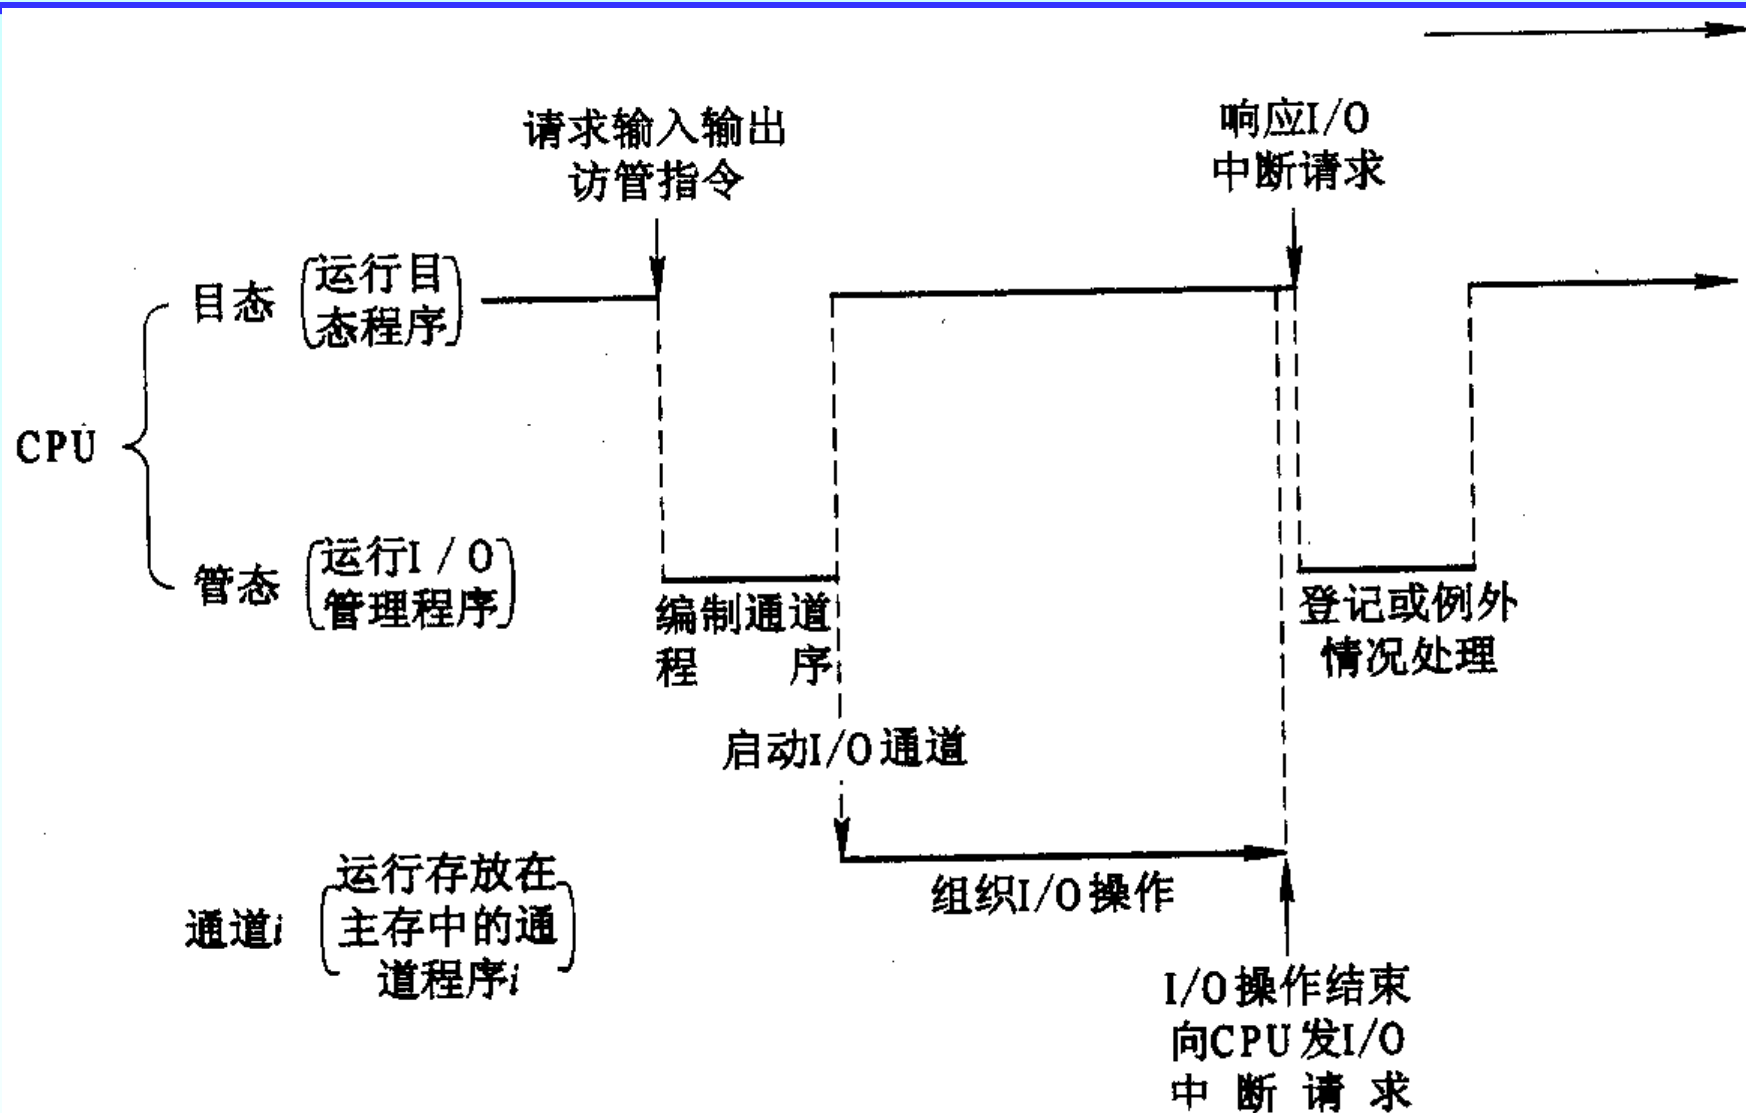 请求输入输出
访管指令
响应I/O
中断请求
目态
运行目
态程序
CPU
管态
运行I/O
管理程序
编制通道
程 序
登记或例外
情况处理
启动I/O通道
组织I/O操作
通道i
运行存放在
主存中的通
道程序i
I/O操作结束
向CPU发I/O
中断请求